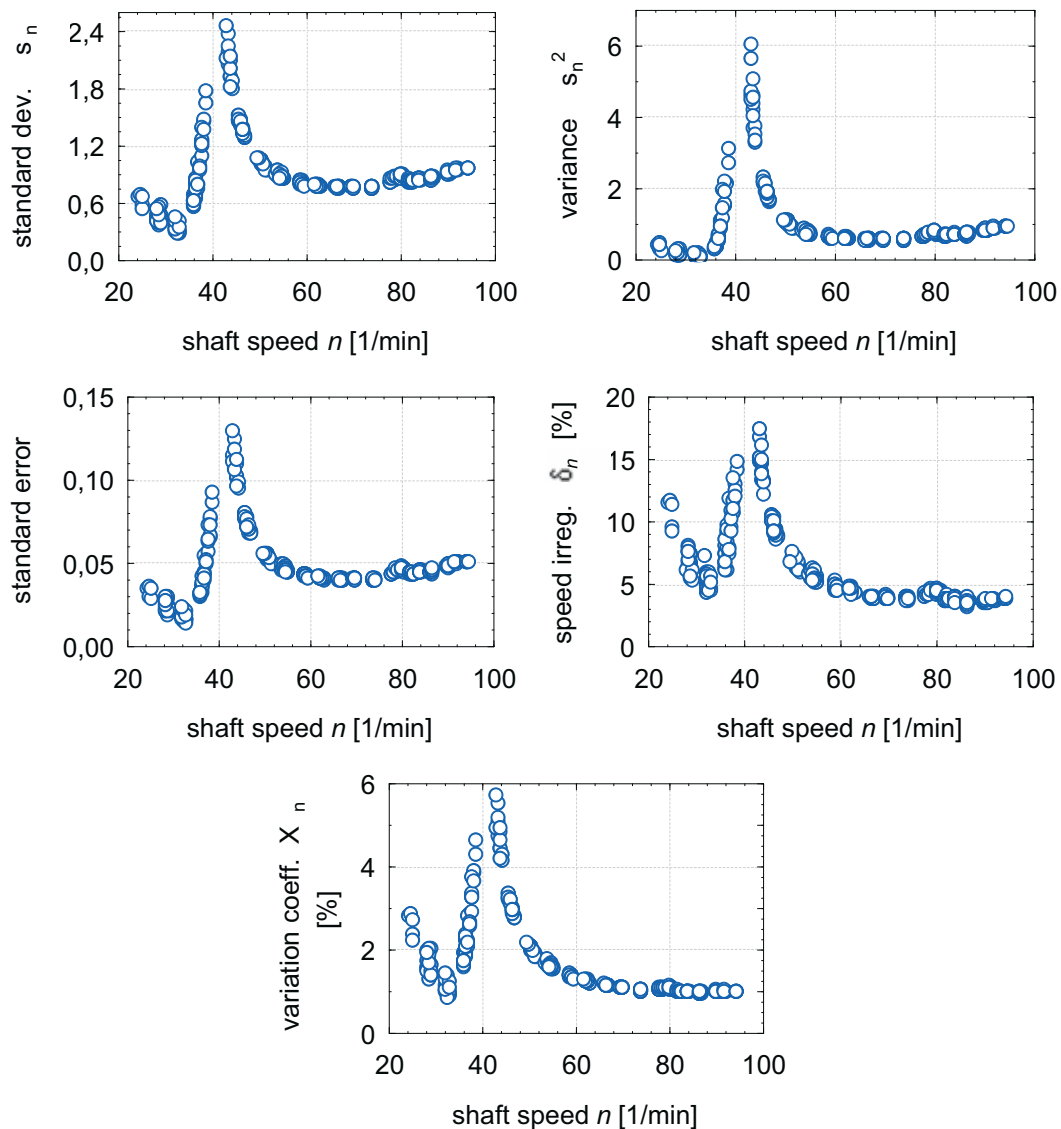 standard dev. s n
2,4
1,8
1,2
0,6
0,0
20 40 60 80 100
shaft speed n [1/min]
variance s n 2
6
4
2
0
20 40 60 80 100
shaft speed n [1/min]
standard error
0,15
0,10
0,05
0,00
20 40 60 80 100
shaft speed n [1/min]
speed irreg. δ n [%]
20
15
10
5
0
20 40 60 80 100
shaft speed n [1/min]
variation coeff. X n
[%]
6
4
2
0
20 40 60 80 100
shaft speed n [1/min]